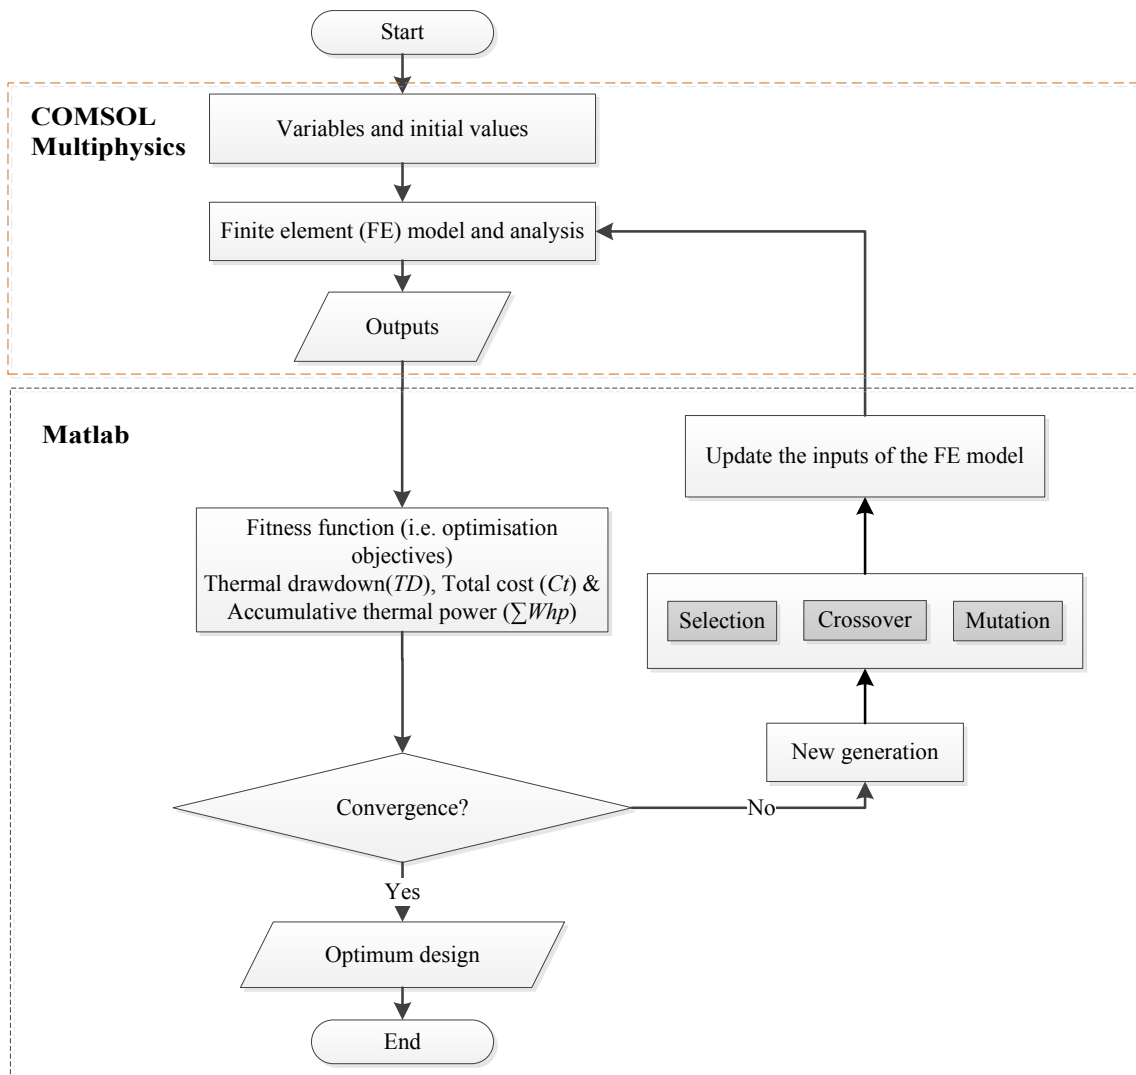 Start
COMSOL
Multiphysics
Variables and initial values
Finite element (FE) model and analysis
Outputs
Matlab
Update the inputs of the FE model
Fitness function (i.e. optimisation
objectives)
Thermal drawdown(TD), Total cost (Ct) &
Accumulative thermal power (∑Whp)
Selection
Crossover
Mutation
New generation
Convergence?
No
Yes
Optimum design
End